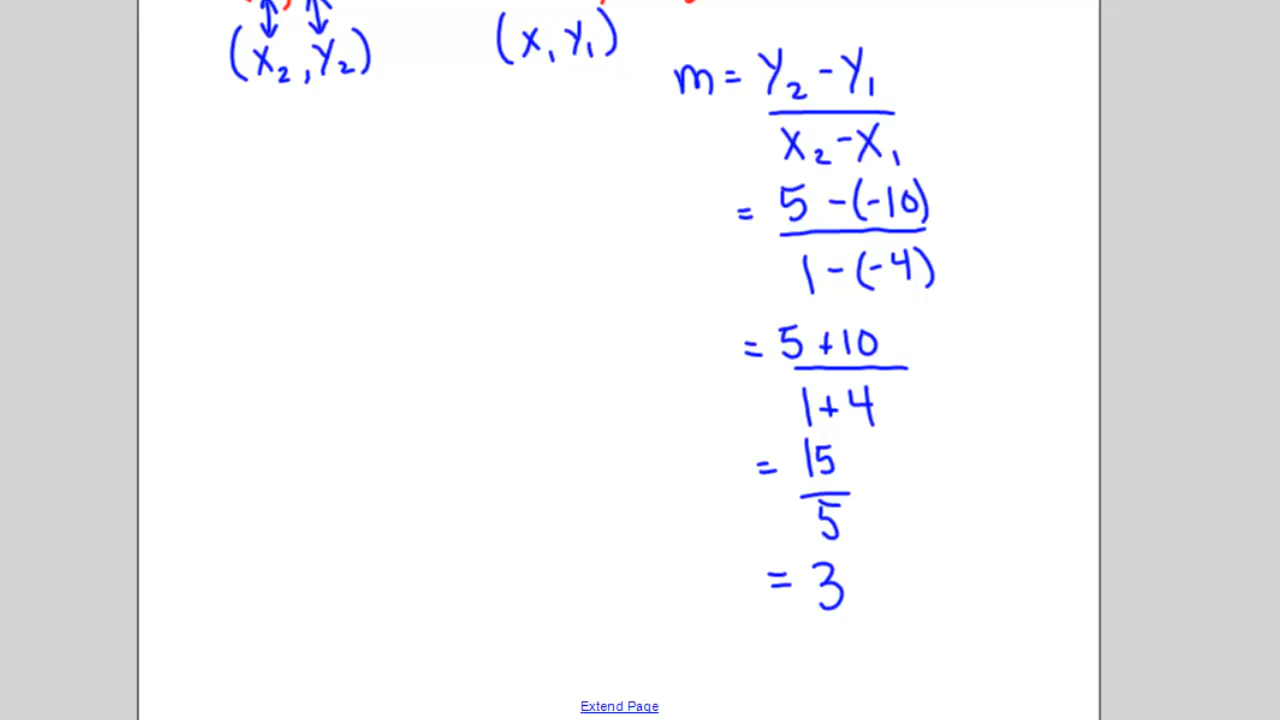 (x₂, y₂)
(x₁ y₁)
m = y₂ - y₁
x₂ - x₁
= 5 - (-10)
1 - (-4)
= 5 + 10
1 + 4
= 15
5
= 3
Extend Page